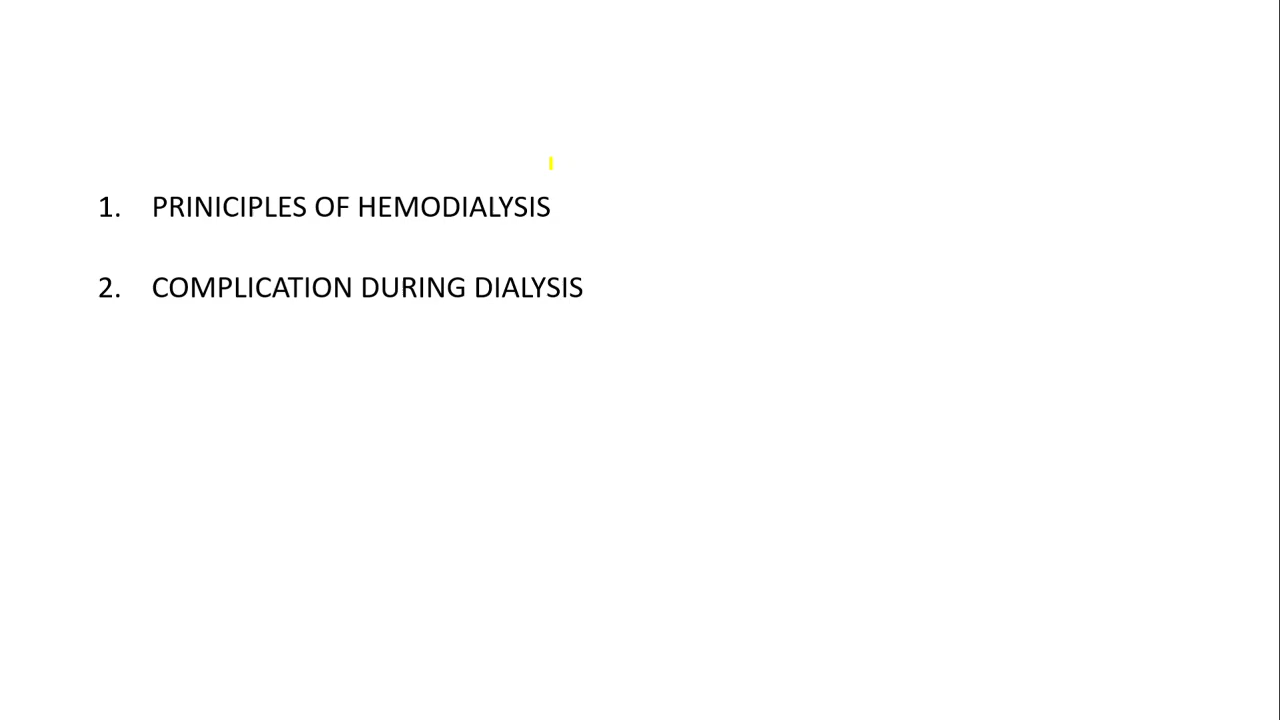 1. PRINICIPLES OF HEMODIALYSIS
2. COMPLICATION DURING DIALYSIS